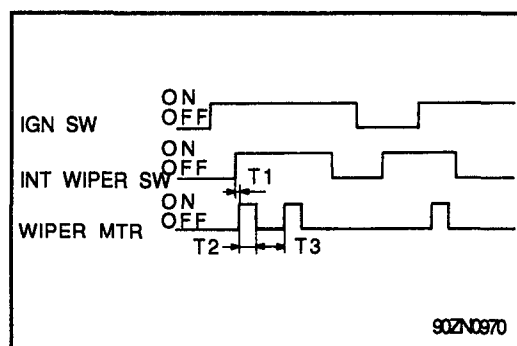 ON
OFF
IGN SW
ON
OFF
INT WIPER SW
T1
ON
OFF
WIPER MTR
T2
T3
90ZN0970